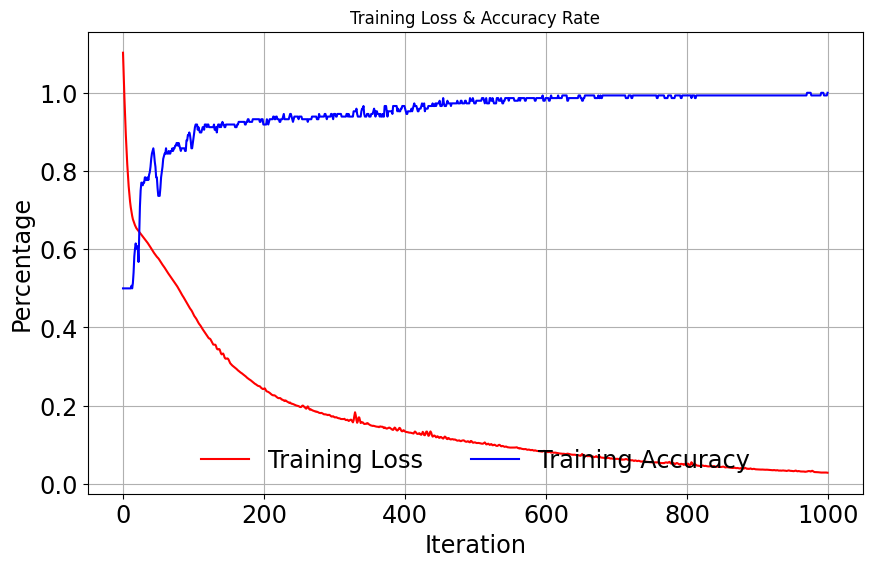 Training Loss & Accuracy Rate
Percentage
1.0
0.8
0.6
0.4
0.2
0.0
Training Loss Training Accuracy
0 200 400 600 800 1000
Iteration